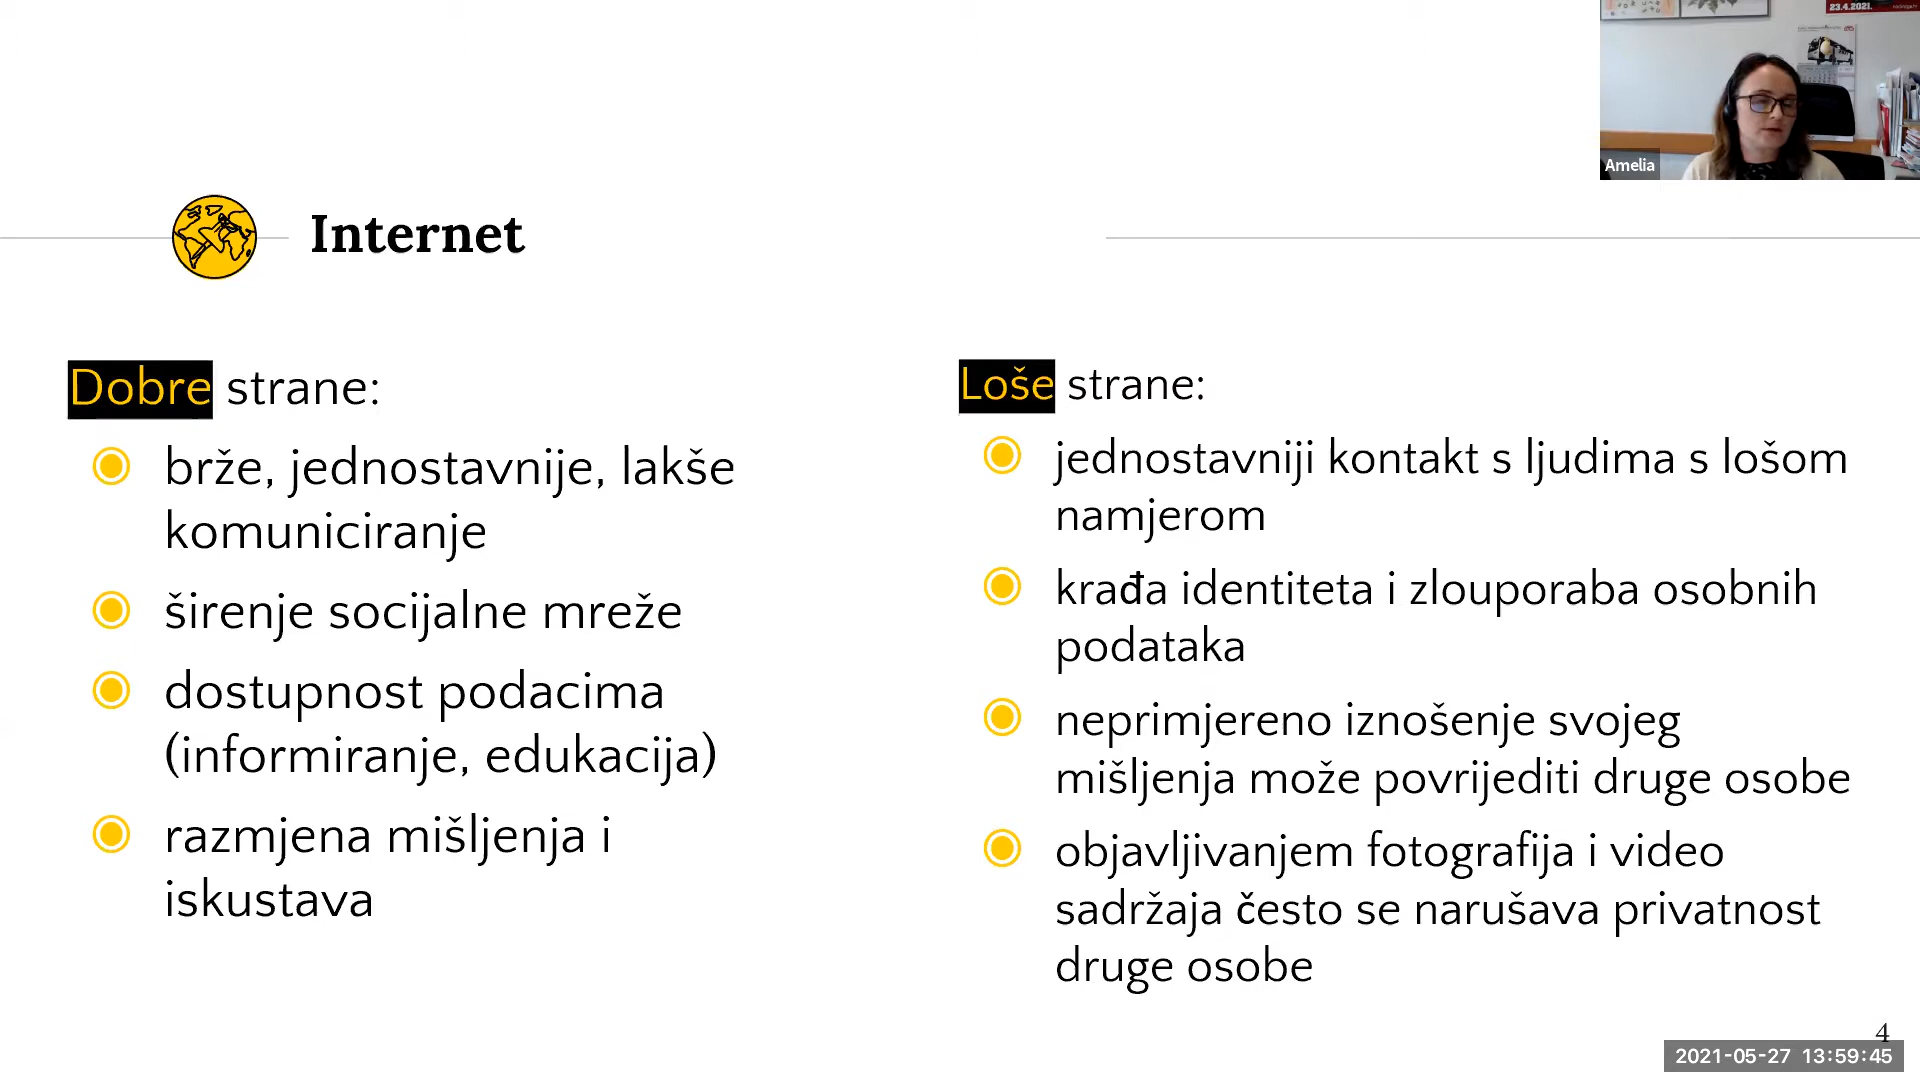 23.4.2021.
Amelia
Internet
Dobre strane:
brže, jednostavnije, lakše
komuniciranje
širenje socijalne mreže
dostupnost podacima
(informiranje, edukacija)
razmjena mišljenja i
iskustava
Loše strane:
jednostavniji kontakt s ljudima s lošom
namjerom
krađa identiteta i zlouporaba osobnih
podataka
neprimjereno iznošenje svojeg
mišljenja može povrijediti druge osobe
objavljivanjem fotografija i video
sadržaja često se narušava privatnost
druge osobe
4
2021-05-27 13:59:45